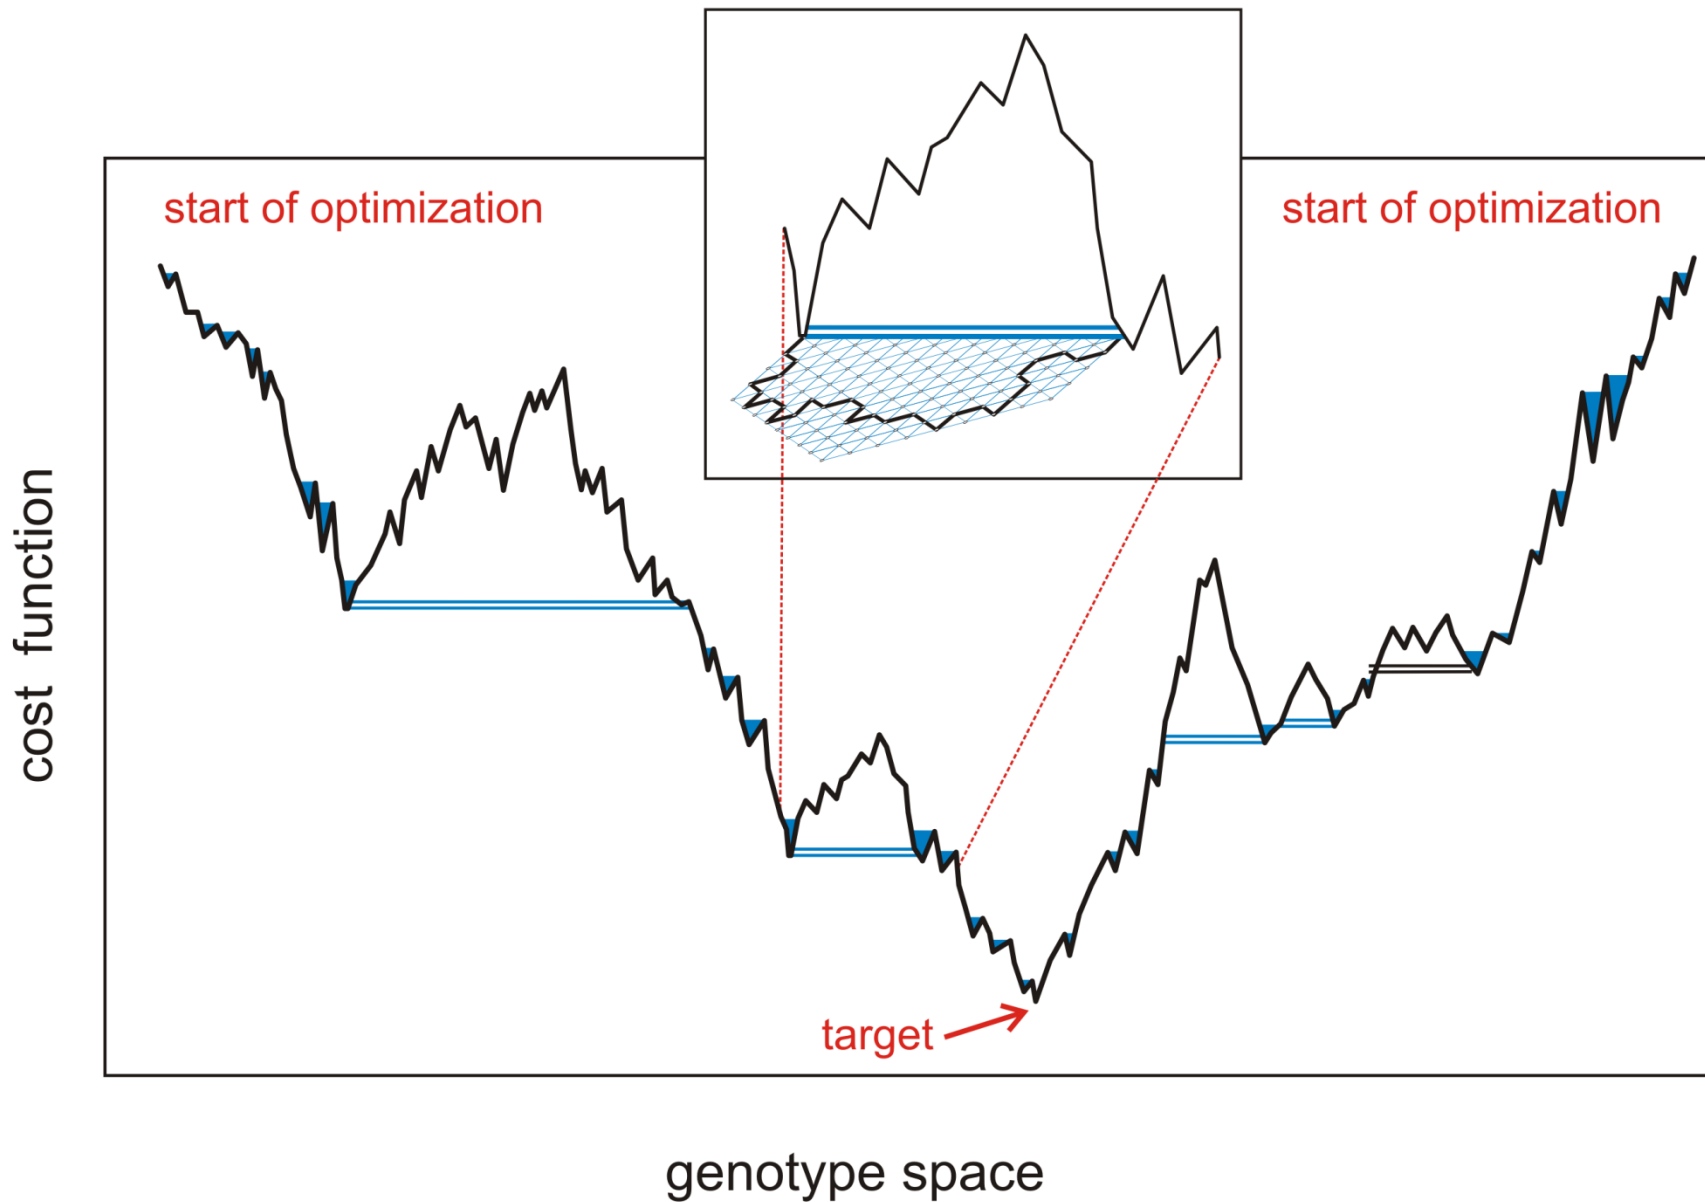 start of optimization
start of optimization
cost function
target
genotype space